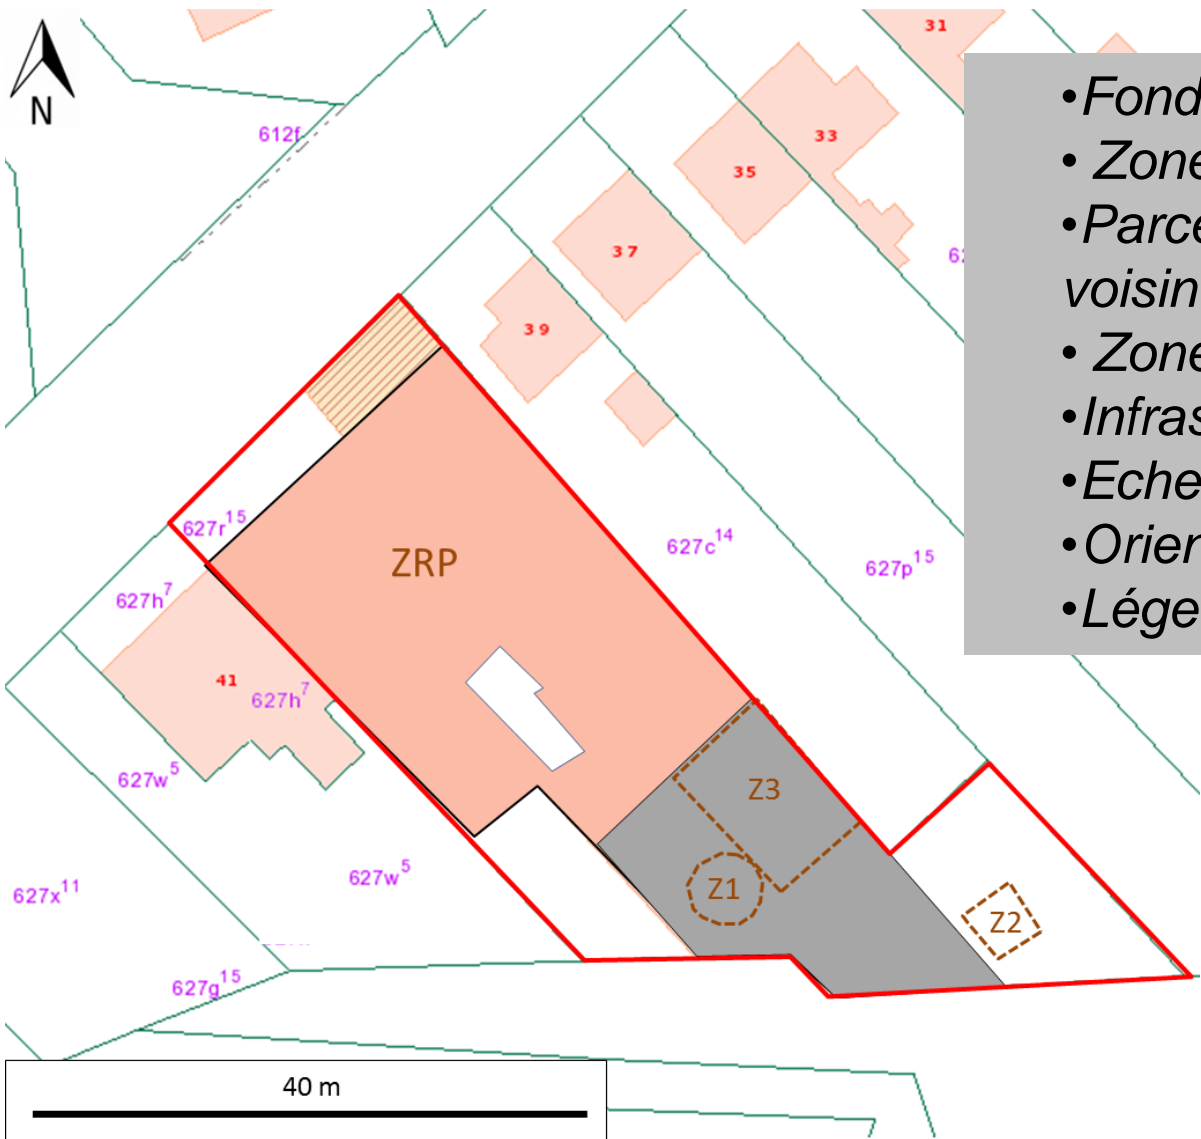 N
612f
31
33
35
37
39
627r15
627h7
ZRP
627c14
627p15
41
627h7
627w5
Z3
Z1
Z2
627x11
627w5
627g15
40 m
•Fond
• Zone
•Parce
voisin
• Zone
•Infras
•Eche
•Orien
•Lége